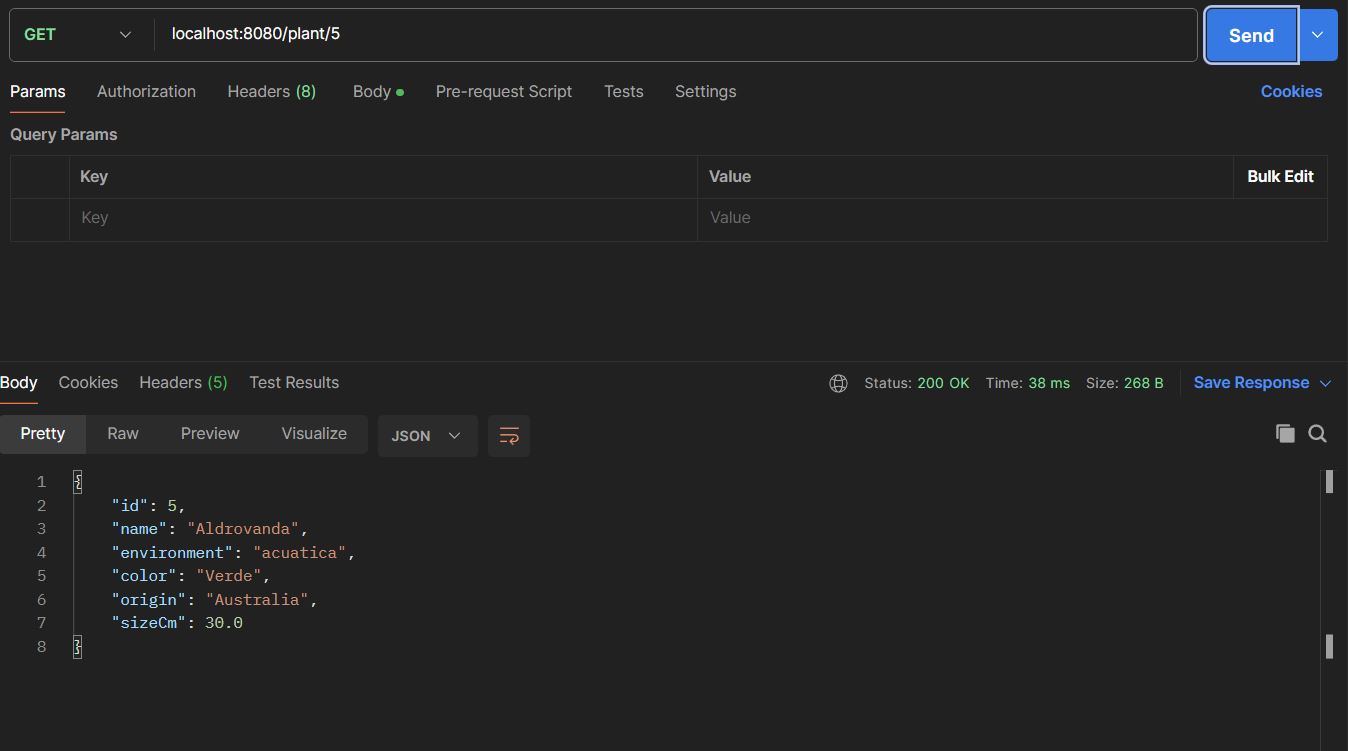 GET localhost:8080/plant/5 Send
Params Authorization Headers (8) Body Pre-request Script Tests Settings Cookies
Query Params
Key Value Bulk Edit
Key Value
Body Cookies Headers (5) Test Results Status: 200 OK Time: 38 ms Size: 268 B Save Response
Pretty Raw Preview Visualize JSON
1 {
2 "id": 5,
3 "name": "Aldrovanda",
4 "environment": "acuatica",
5 "color": "Verde",
6 "origin": "Australia",
7 "sizeCm": 30.0
8 }